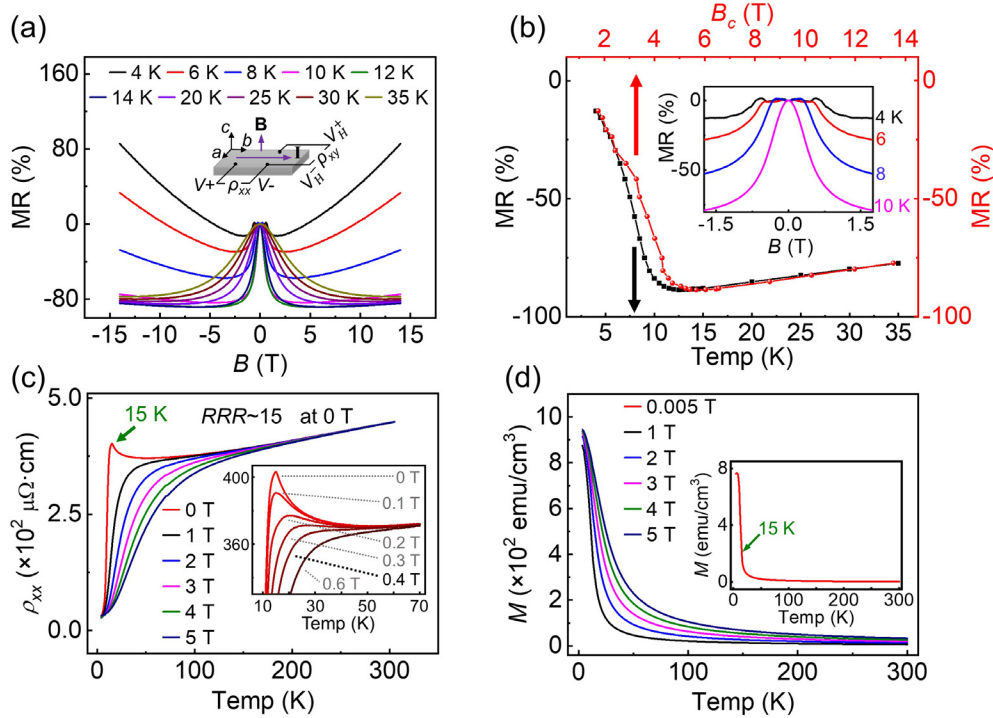 (a)
160
80
0
-80
MR (%)
4 K 6 K 8 K 10 K 12 K
14 K 20 K 25 K 30 K 35 K
c
b
a
B
I
V+
ρxx
V-
VH+
ρxy
VH-
-15 -10 -5 0 5 10 15
B (T)
(b)
Bc (T)
2 4 6 8 10 12 14
0
-50
-100
MR (%)
0
-50
-100
MR (%)
0
-50
MR (%)
4 K
6
8
10 K
-1.5 0.0 1.5
B (T)
0 5 10 15 20 25 30 35
Temp (K)
(c)
5.0
2.5
0.0
ρxx (×10² μΩ·cm)
15 K
RRR~15 at 0 T
0 T
1 T
2 T
3 T
4 T
5 T
400
360
0 T
0.1 T
0.2 T
0.3 T
0.4 T
0.6 T
10 30 50 70
Temp (K)
0 100 200 300
Temp (K)
(d)
10
8
6
4
2
0
M (×10² emu/cm³)
0.005 T
1 T
2 T
3 T
4 T
5 T
8
4
0
M (emu/cm³)
15 K
0 100 200 300
Temp (K)
0 100 200 300
Temp (K)